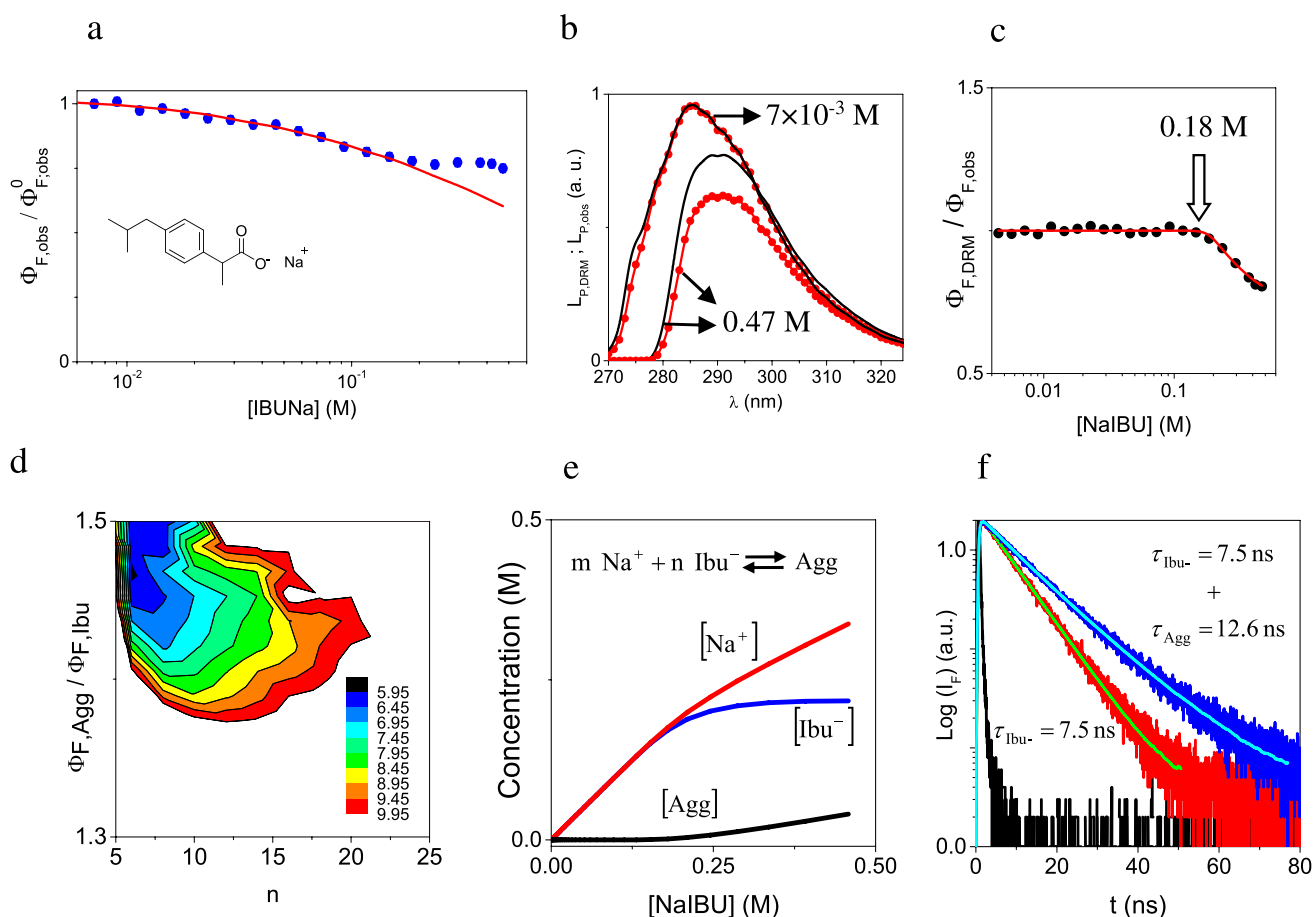 a
1
0
Φ_F,obs / Φ⁰_F;obs
10⁻²
10⁻¹
[IBUNa] (M)
O
O⁻ Na⁺
b
1
0
L_P,DRM ; L_P,obs (a. u.)
7×10⁻³ M
0.47 M
270 280 290 300 310 320
λ (nm)
c
1.5
0.5
Φ_F,DRM / Φ_F,obs
0.18 M
0.01
0.1
[NaIBU] (M)
d
1.5
1.3
Φ_F,Agg / Φ_F,Ibu
5.95
6.45
6.95
7.45
7.95
8.45
8.95
9.45
9.95
5 10 15 20 25
n
e
0.5
0.0
Concentration (M)
m Na⁺ + n Ibu⁻ ⇌ Agg
[Na⁺]
[Ibu⁻]
[Agg]
0.00 0.25 0.50
[NaIBU] (M)
f
1.0
Log (I_F) (a.u.)
τ_Ibu- = 7.5 ns
+
τ_Agg = 12.6 ns
τ_Ibu- = 7.5 ns
0 20 40 60 80
t (ns)